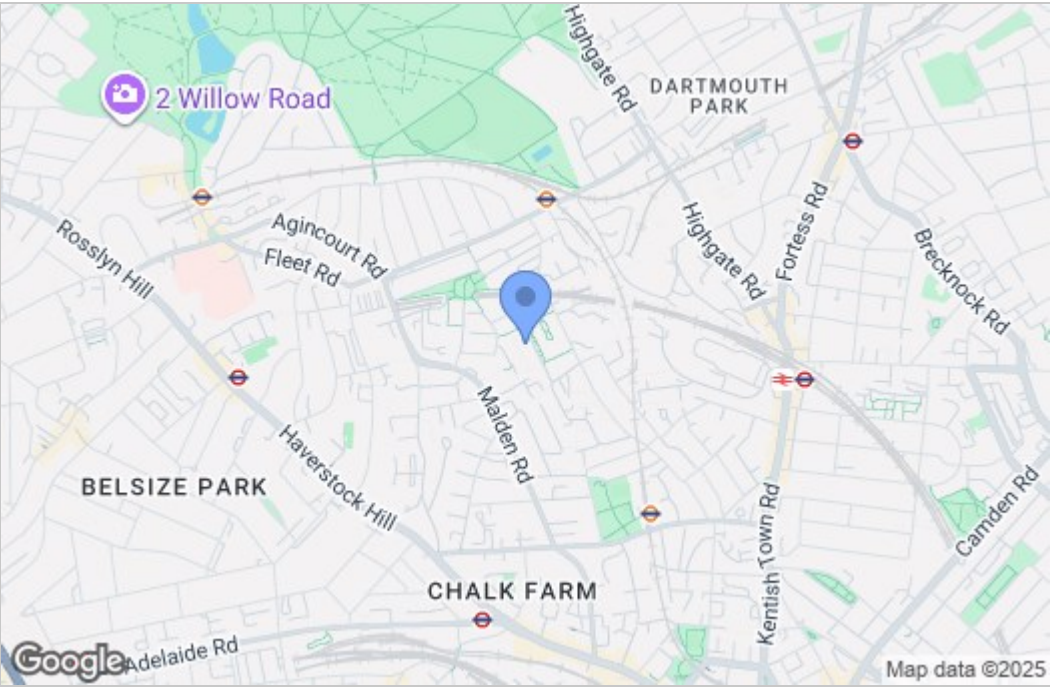 Highgate Rd
DARTMOUTH
PARK
2 Willow Road
Rosslyn Hill
Agincourt Rd
Fleet Rd
Highgate Rd
Fortess Rd
Brecknock Rd
Malden Rd
Haverstock Hill
BELSIZE PARK
Kentish Town Rd
Camden Rd
CHALK FARM
Adelaide Rd
Google
Map data ©2025